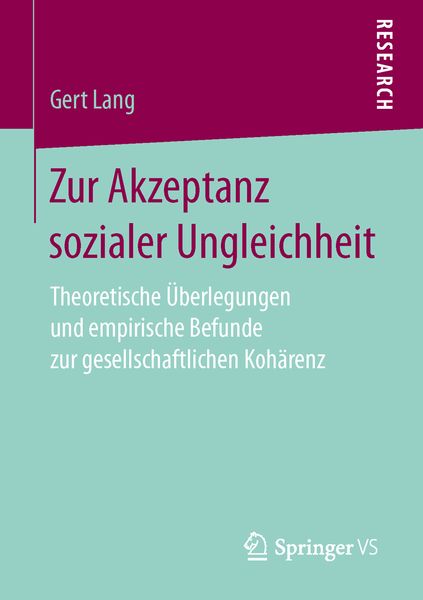 RESEARCH
Gert Lang
Zur Akzeptanz
sozialer Ungleichheit
Theoretische Überlegungen
und empirische Befunde
zur gesellschaftlichen Kohärenz
Springer VS